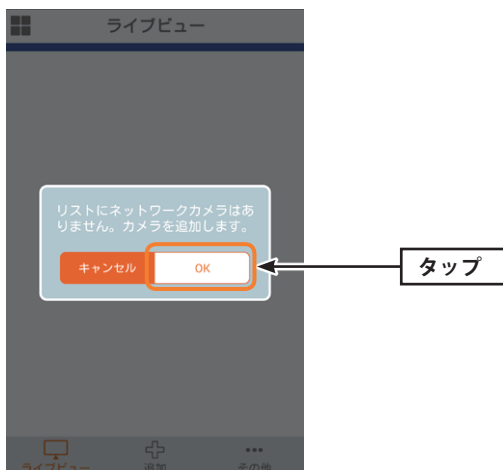 ライブビュー
リストにネットワークカメラはあ
りません。カメラを追加します。
キャンセル
OK
タップ
ライブビュー
追加
その他